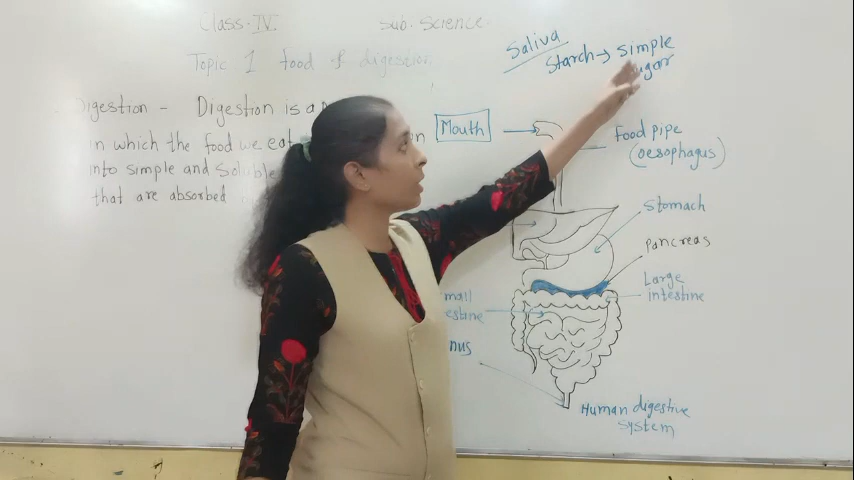 Class-IV Sub. Science
Topic 1 food & digestion
Digestion - Digestion is a
in which the food we eat in
into simple and soluble
that are absorbed
Saliva
Starch → Simple
Mouth
Food pipe
(oesophagus)
Stomach
Pancreas
Large
intestine
Human digestive
system